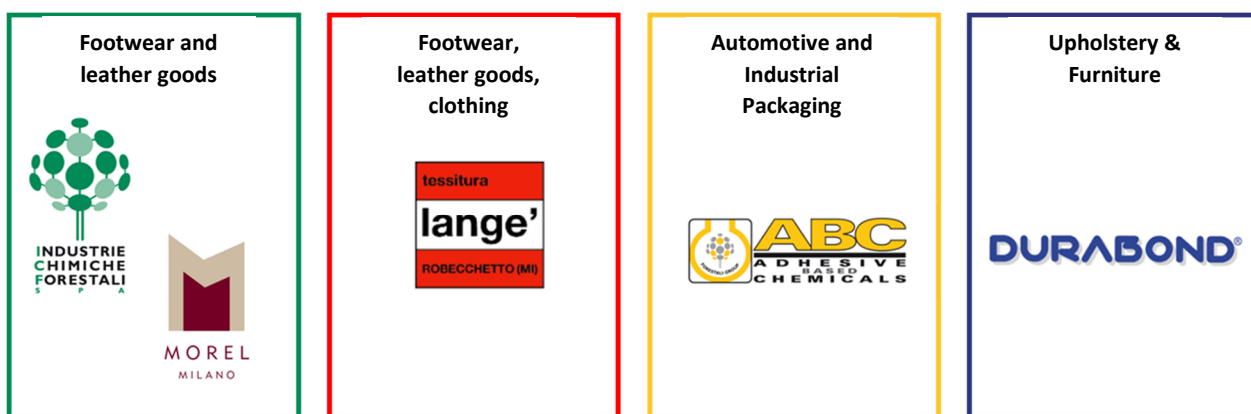 Footwear and
leather goods
INDUSTRIE
CHIMICHE
FORESTALI
S P A
MOREL
MILANO
Footwear,
leather goods,
clothing
tessitura
lange'
ROBECCHETTO (MI)
Automotive and
Industrial
Packaging
FORESTALI GROUP
ABC
ADHESIVE
BASED
CHEMICALS
Upholstery &
Furniture
DURABOND®